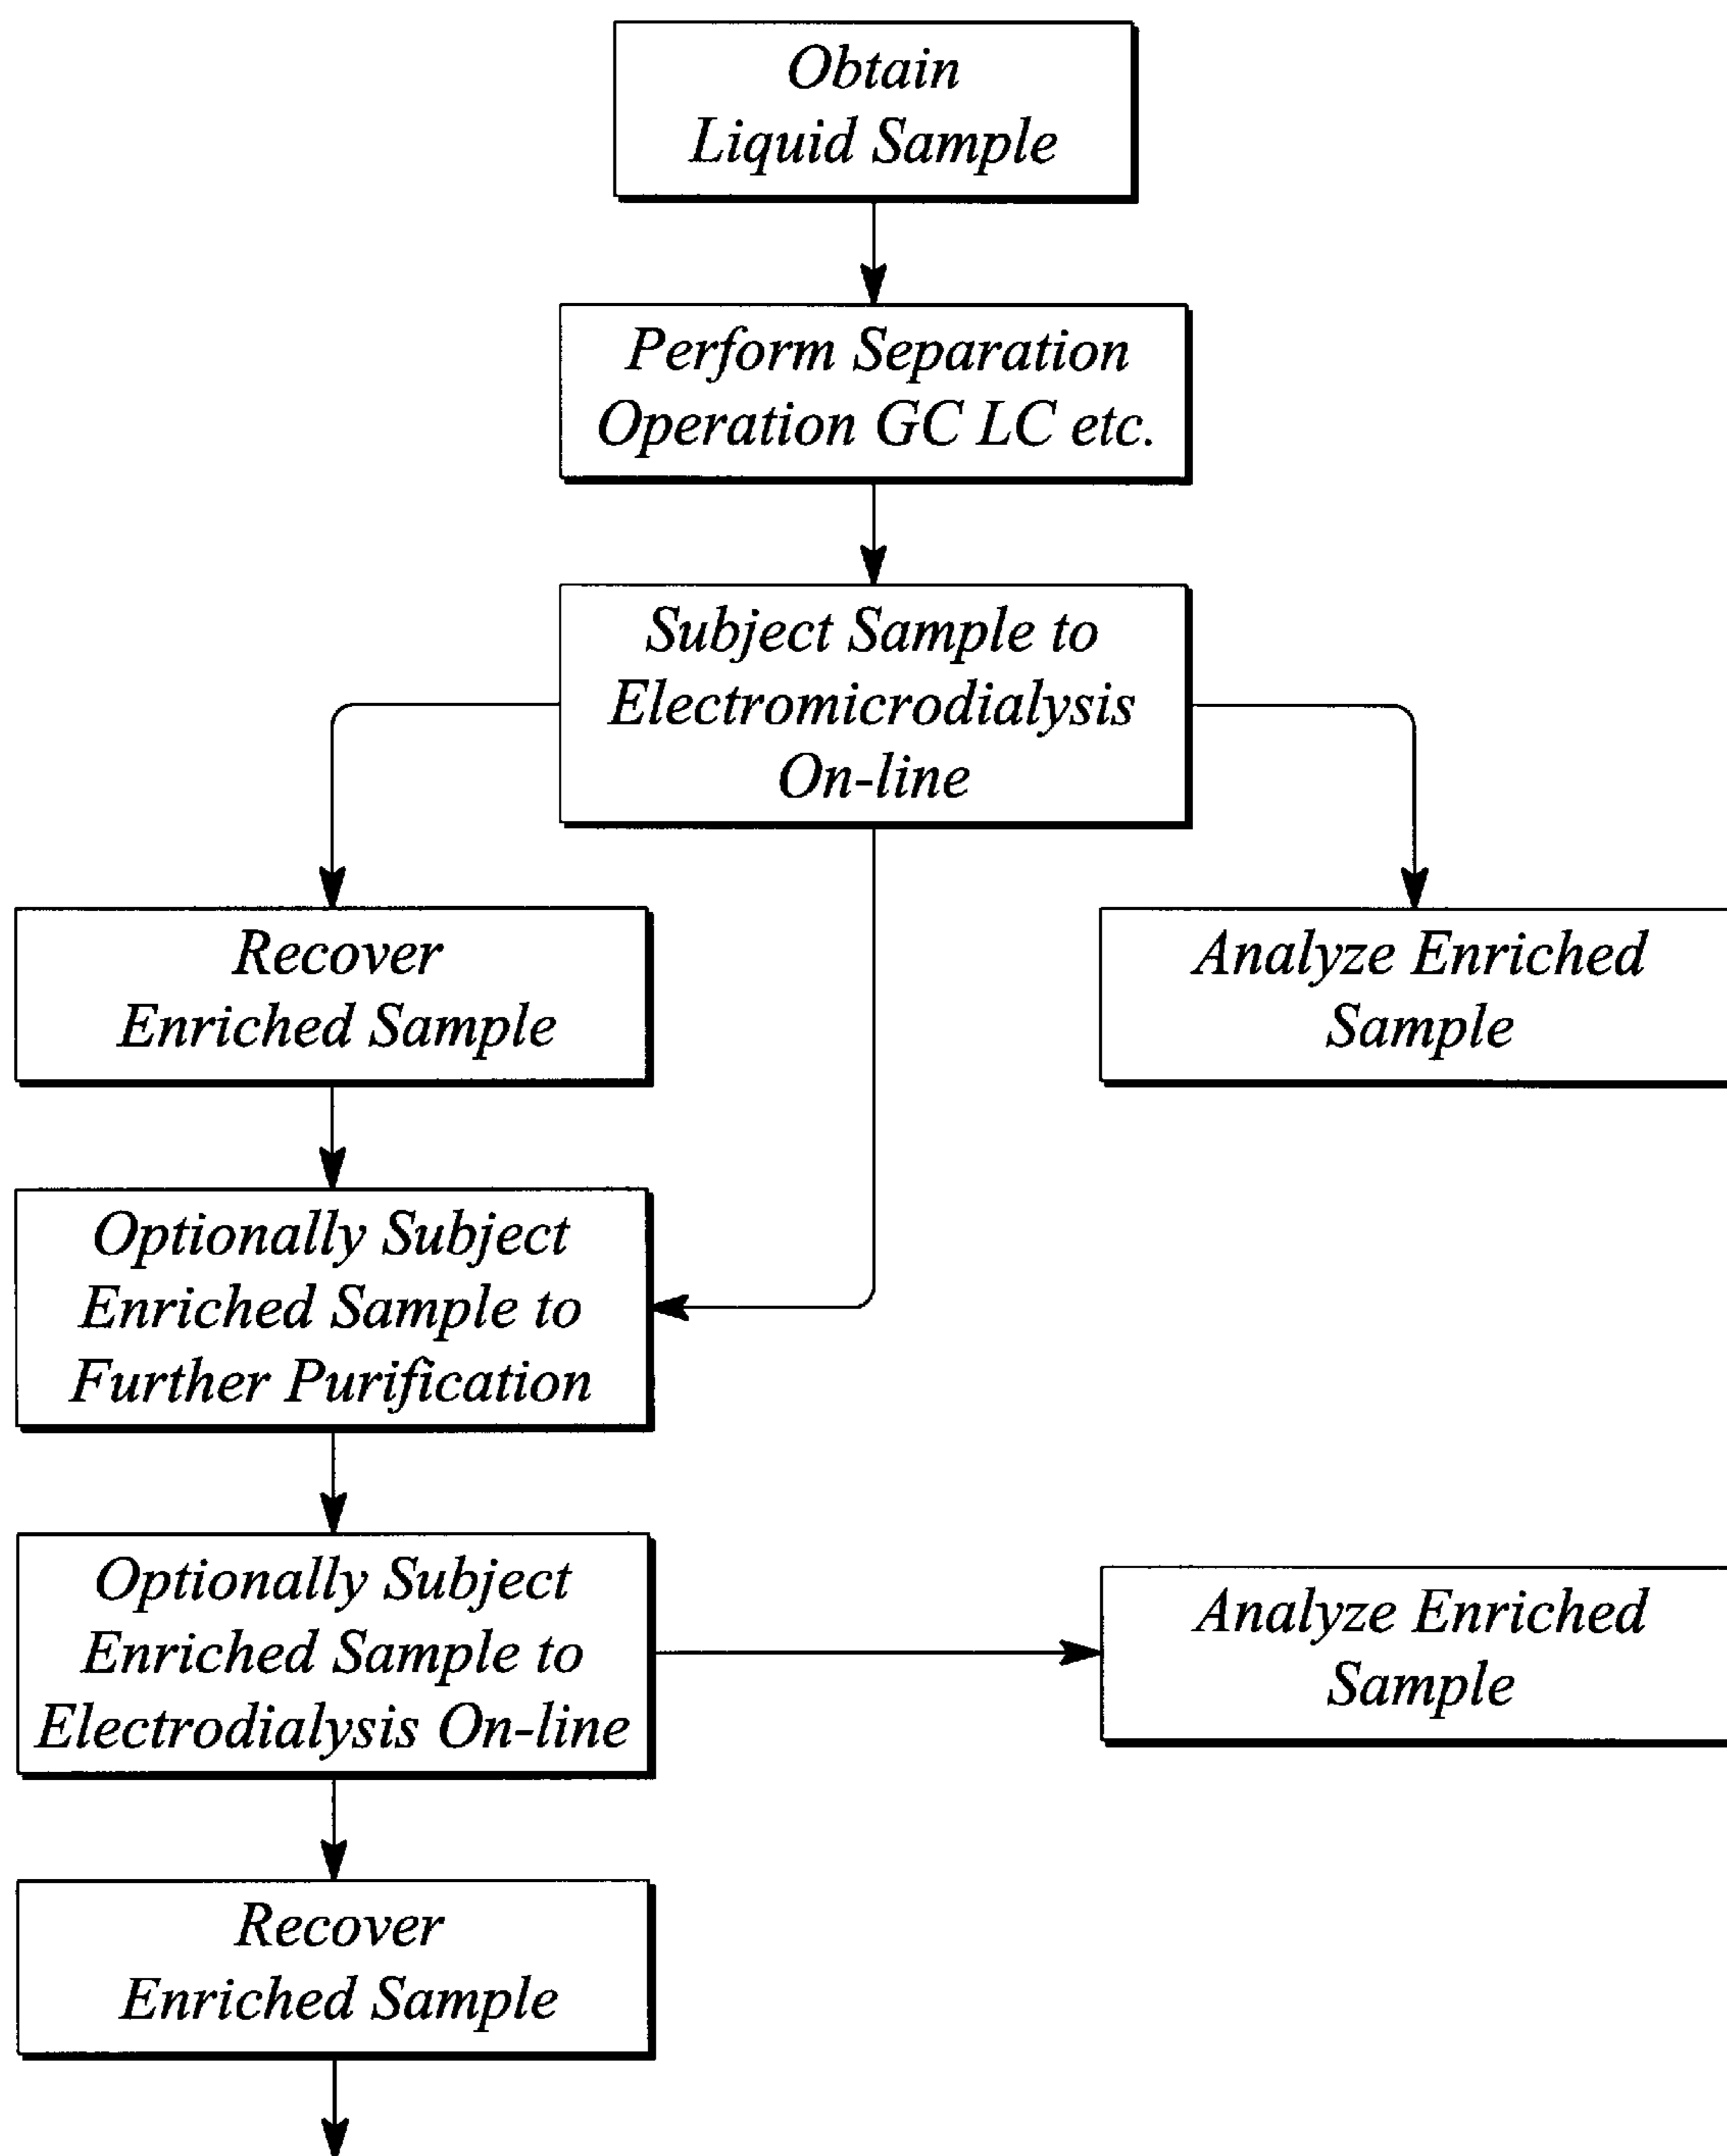 Obtain
Liquid Sample
Perform Separation
Operation GC LC etc.
Subject Sample to
Electromicrodialysis
On-line
Recover
Enriched Sample
Analyze Enriched
Sample
Optionally Subject
Enriched Sample to
Further Purification
Optionally Subject
Enriched Sample to
Electrodialysis On-line
Analyze Enriched
Sample
Recover
Enriched Sample